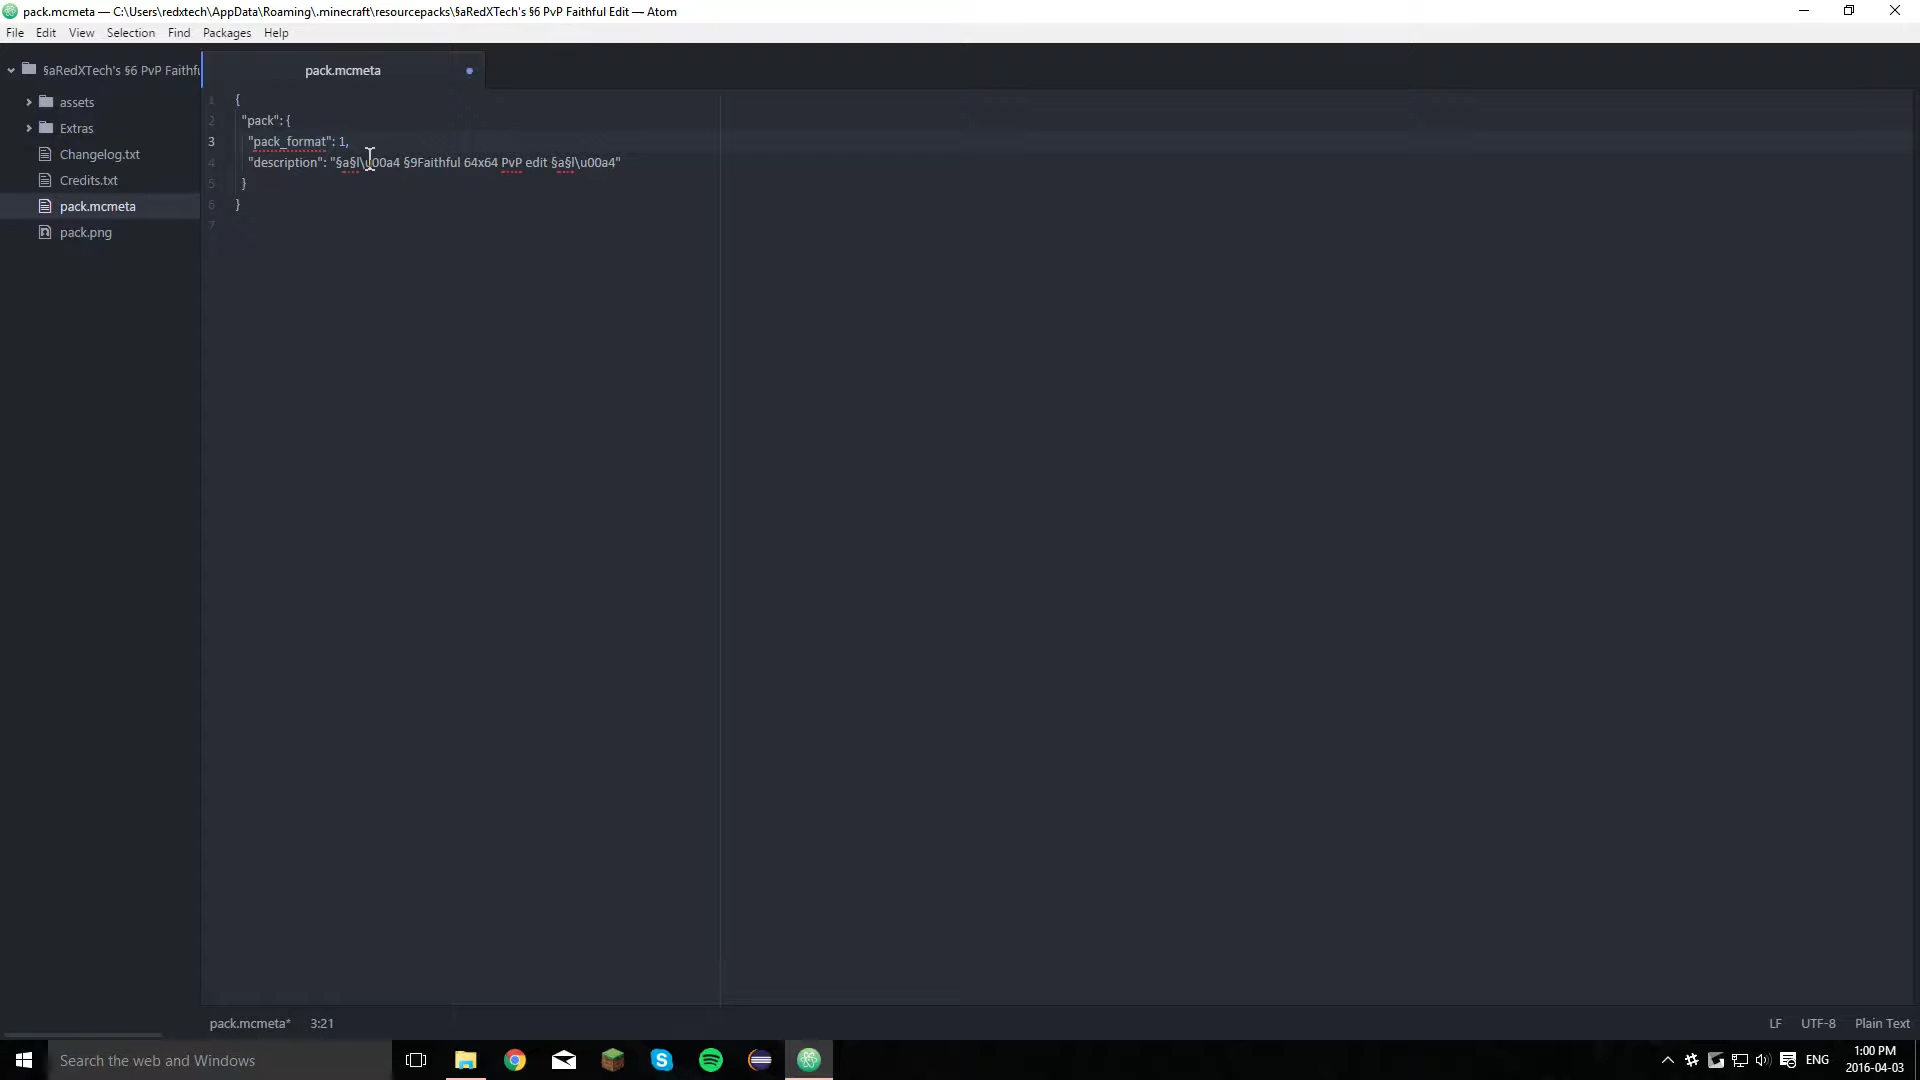 pack.mcmeta — C:\Users\redxtech\AppData\Roaming\.minecraft\resourcepacks\§aRedXTech's §6 PvP Faithful Edit — Atom
File Edit View Selection Find Packages Help
§aRedXTech's §6 PvP Faithfu
pack.mcmeta
assets
Extras
Changelog.txt
Credits.txt
pack.mcmeta
pack.png
1 {
2 "pack": {
3 "pack_format": 1,
4 "description": "§a§l\u00a4 §9Faithful 64x64 PvP edit §a§l\u00a4"
5 }
6 }
7
pack.mcmeta* 3:21
LF UTF-8 Plain Text
Search the web and Windows
ENG
1:00 PM
2016-04-03